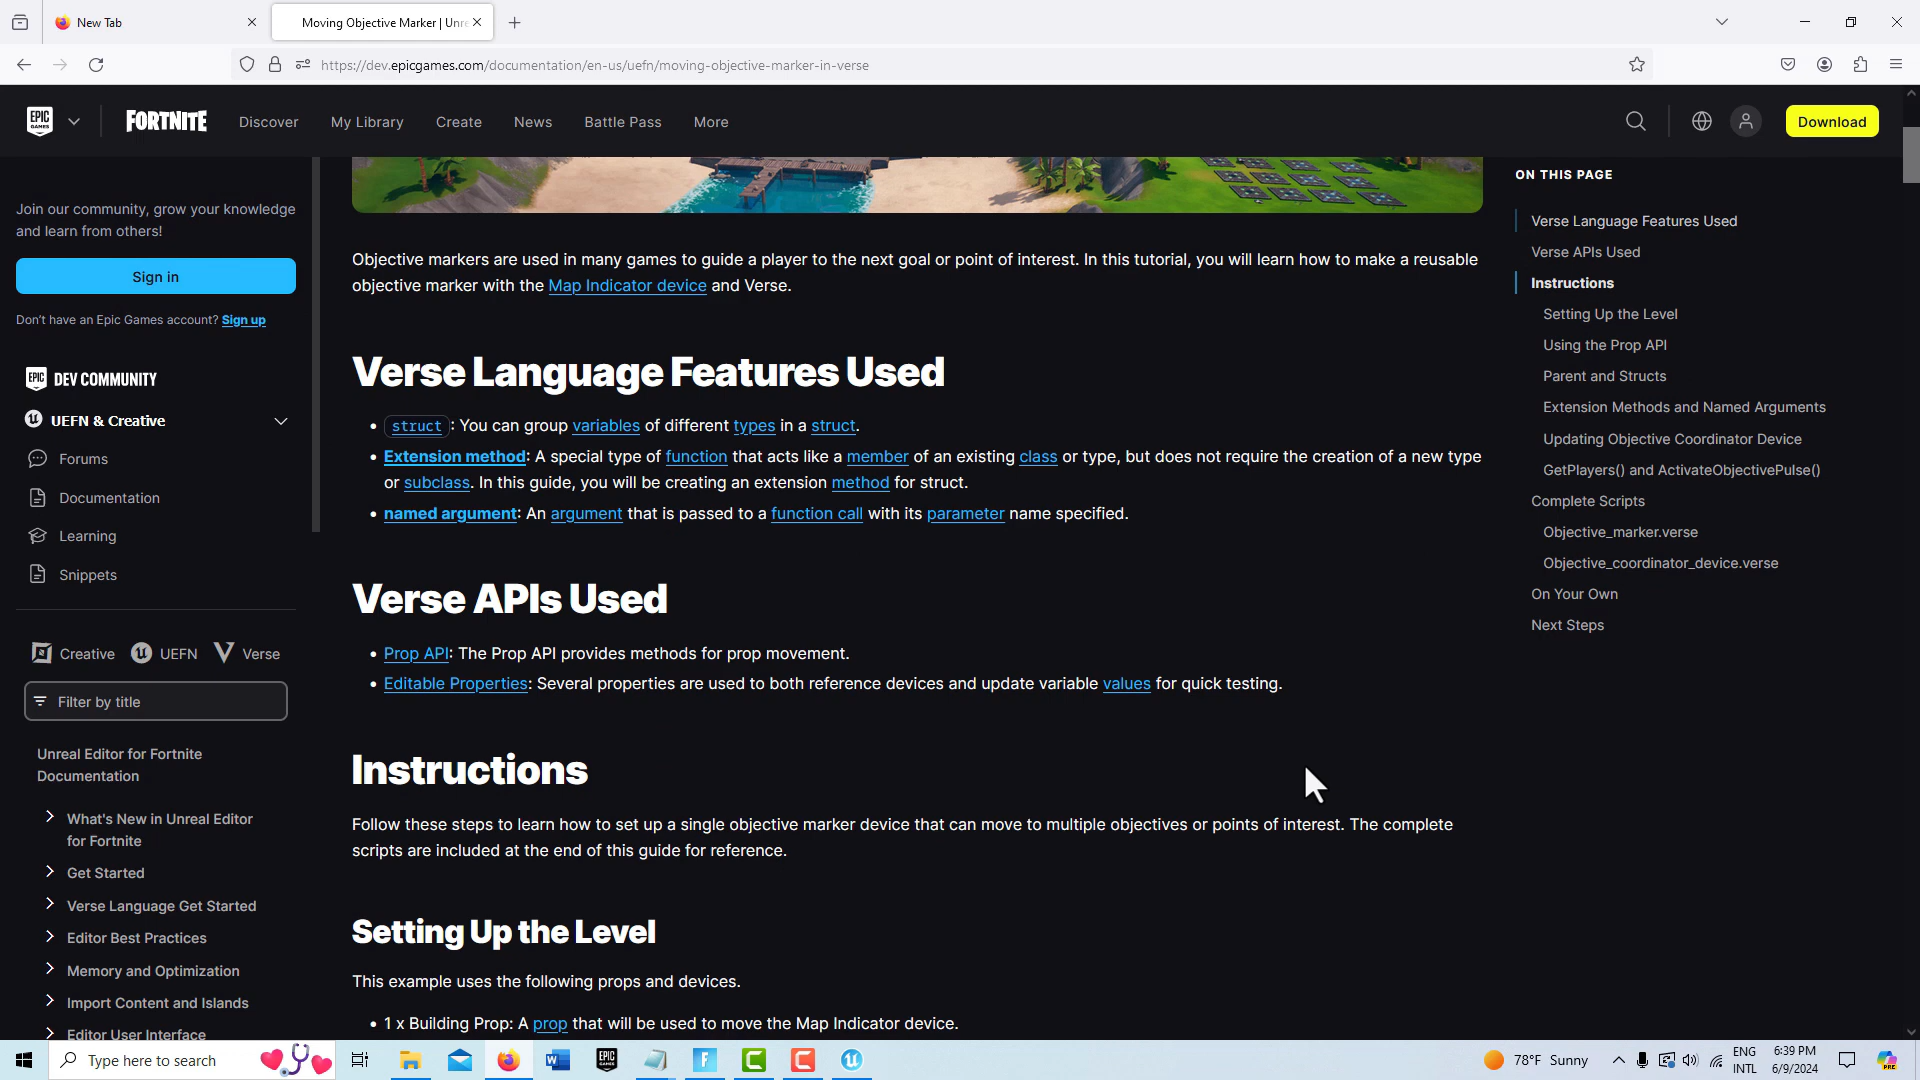 New Tab
Moving Objective Marker | Unre
https://dev.epicgames.com/documentation/en-us/uefn/moving-objective-marker-in-verse
EPIC GAMES
FORTNITE
Discover
My Library
Create
News
Battle Pass
More
Download
Join our community, grow your knowledge
and learn from others!
Sign in
Don't have an Epic Games account? Sign up
EPIC DEV COMMUNITY
UEFN & Creative
Forums
Documentation
Learning
Snippets
Creative
UEFN
Verse
Filter by title
Unreal Editor for Fortnite
Documentation
What's New in Unreal Editor
for Fortnite
Get Started
Verse Language Get Started
Editor Best Practices
Memory and Optimization
Import Content and Islands
Editor User Interface
Objective markers are used in many games to guide a player to the next goal or point of interest. In this tutorial, you will learn how to make a reusable
objective marker with the Map Indicator device and Verse.
Verse Language Features Used
• struct: You can group variables of different types in a struct.
• Extension method: A special type of function that acts like a member of an existing class or type, but does not require the creation of a new type
or subclass. In this guide, you will be creating an extension method for struct.
• named argument: An argument that is passed to a function call with its parameter name specified.
Verse APIs Used
• Prop API: The Prop API provides methods for prop movement.
• Editable Properties: Several properties are used to both reference devices and update variable values for quick testing.
Instructions
Follow these steps to learn how to set up a single objective marker device that can move to multiple objectives or points of interest. The complete
scripts are included at the end of this guide for reference.
Setting Up the Level
This example uses the following props and devices.
• 1 x Building Prop: A prop that will be used to move the Map Indicator device.
ON THIS PAGE
Verse Language Features Used
Verse APIs Used
Instructions
Setting Up the Level
Using the Prop API
Parent and Structs
Extension Methods and Named Arguments
Updating Objective Coordinator Device
GetPlayers() and ActivateObjectivePulse()
Complete Scripts
Objective_marker.verse
Objective_coordinator_device.verse
On Your Own
Next Steps
Type here to search
78°F Sunny
ENG
INTL
6:39 PM
6/9/2024